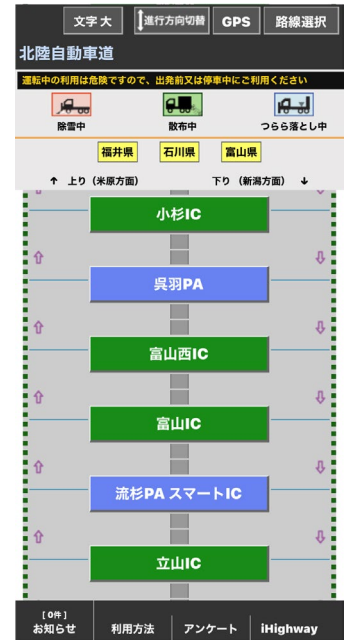 文字大 進行方向切替 GPS 路線選択
北陸自動車道
運転中の利用は危険ですので、出発前又は停車中にご利用ください
除雪中 散布中 つらら落とし中
福井県 石川県 富山県
↑ 上り（米原方面） 下り（新潟方面） ↓
小杉IC
呉羽PA
富山西IC
富山IC
流杉PA スマートIC
立山IC
[0件]
お知らせ 利用方法 アンケート iHighway